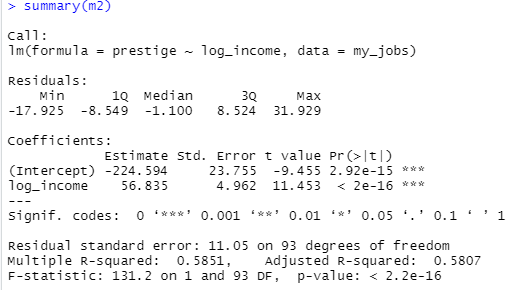 > summary(m2)
Call:
lm(formula = prestige ~ log_income, data = my_jobs)
Residuals:
    Min      1Q  Median      3Q     Max
-17.925  -8.549  -1.100   8.524  31.929
Coefficients:
            Estimate Std. Error t value Pr(>|t|)
(Intercept) -224.594     23.755  -9.455 2.92e-15 ***
log_income    56.835      4.962  11.453  < 2e-16 ***
---
Signif. codes:  0 ‘***’ 0.001 ‘**’ 0.01 ‘*’ 0.05 ‘.’ 0.1 ‘ ’ 1
Residual standard error: 11.05 on 93 degrees of freedom
Multiple R-squared:  0.5851,    Adjusted R-squared:  0.5807
F-statistic: 131.2 on 1 and 93 DF,  p-value: < 2.2e-16